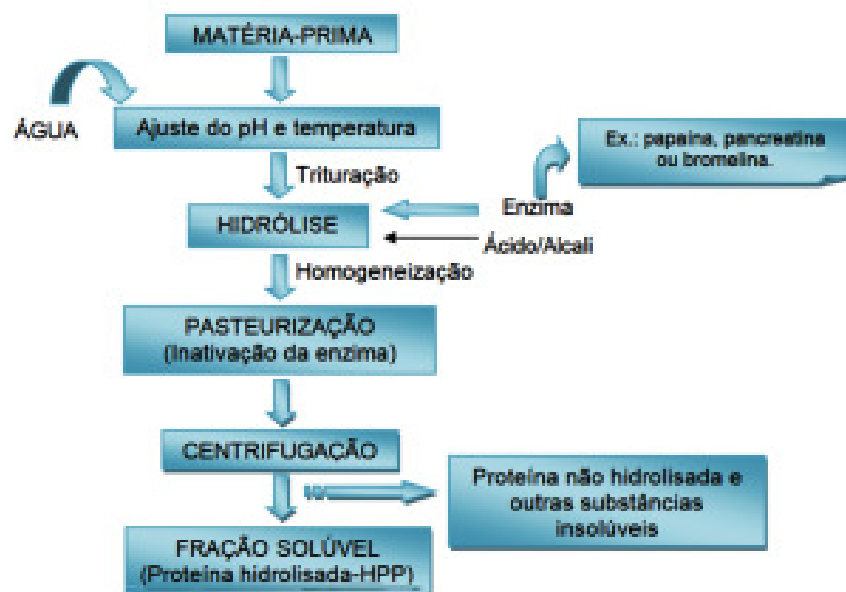 MATÉRIA-PRIMA
ÁGUA
Ajuste do pH e temperatura
Ex.: papaína, pancreatina
ou bromelina.
Trituração
Enzima
HIDRÓLISE
Ácido/Alcali
Homogeneização
PASTEURIZAÇÃO
(Inativação da enzima)
CENTRIFUGAÇÃO
Proteína não hidrolisada e
outras substâncias
insolúveis
FRAÇÃO SOLÚVEL
(Proteína hidrolisada-HPP)